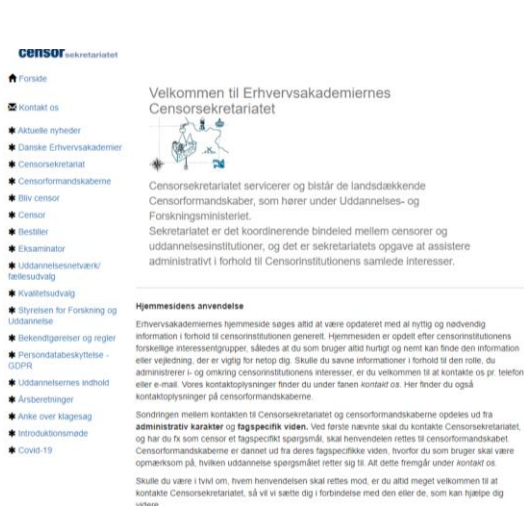 censorsekretariatet
Forside
Kontakt os
Aktuelle nyheder
Danske Erhvervsakademier
Censorsekretariat
Censorformandskaberne
Bliv censor
Censor
Bestiller
Eksaminator
Uddannelsesnetværk/
fællesudvalg
Kvalitetsudvalg
Styrelsen for Forskning og
Uddannelse
Bekendtgørelser og regler
Persondatabeskyttelse -
GDPR
Uddannelsernes indhold
Årsberetninger
Anke over klagesag
Introduktionsmøde
Covid-19
Velkommen til Erhvervsakademiernes
Censorsekretariatet
Censorsekretariatet servicerer og bistår de landsdækkende
Censorformandskaber, som hører under Uddannelses- og
Forskningsministeriet.
Sekretariatet er det koordinerende bindeled mellem censorer og
uddannelsesinstitutioner, og det er sekretariatets opgave at assistere
administrativt i forhold til Censorinstitutionens samlede interesser.
Hjemmesidens anvendelse
Erhvervsakademiernes hjemmeside søges altid at være opdateret med al nyttig og nødvendig
information i forhold til censorinstitutionen generelt. Hjemmesiden er opdelt efter censorinstitutionens
forskellige interessentgrupper, således at du som bruger altid hurtigt og nemt kan finde den information
eller vejledning, der er vigtig for netop dig. Skulle du savne informationer i forhold til den rolle, du
administrerer i- og omkring censorinstitutionens interesser, er du velkommen til at kontakte os pr. telefon
eller e-mail. Vores kontaktoplysninger finder du under fanen kontakt os. Her finder du også
kontaktoplysninger på censorformandskaberne.
Sondringen mellem kontakten til Censorsekretariatet og censorformandskaberne opdeles ud fra
administrativ karakter og fagspecifik viden. Ved første nævnte skal du kontakte Censorsekretariatet,
og har du fx som censor et fagspecifikt spørgsmål, skal henvendelsen rettes til censorformandskabet.
Censorformandskaberne er dannet ud fra deres fagspecifikke viden, hvorfor du som bruger skal være
opmærksom på, hvilken uddannelse spørgsmålet retter sig til. Alt dette fremgår under kontakt os.
Skulle du være i tvivl om, hvem henvendelsen skal rettes mod, er du altid meget velkommen til at
kontakte Censorsekretariatet, så vil vi sætte dig i forbindelse med den eller de, som kan hjælpe dig
videre.